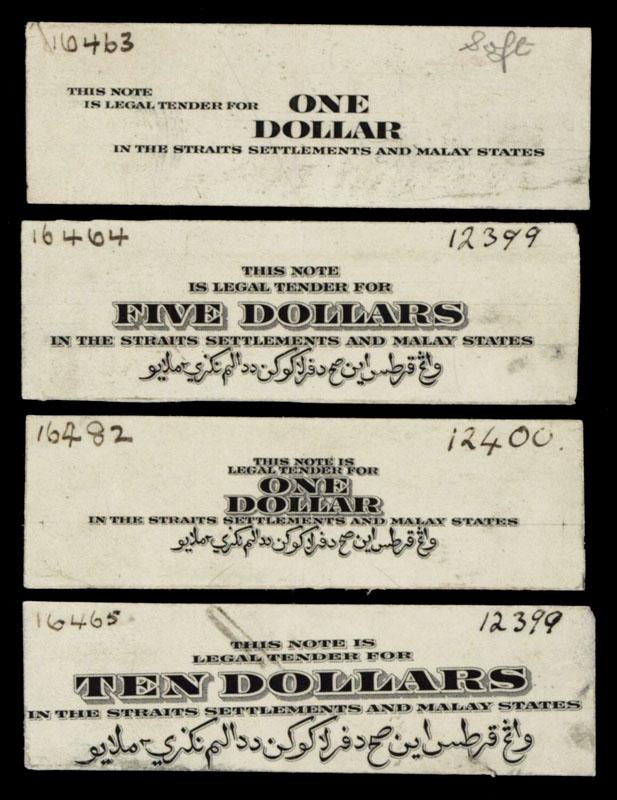 16463
Soft
THIS NOTE
IS LEGAL TENDER FOR ONE
DOLLAR
IN THE STRAITS SETTLEMENTS AND MALAY STATES
16464
12399
THIS NOTE
IS LEGAL TENDER FOR
FIVE DOLLARS
IN THE STRAITS SETTLEMENTS AND MALAY STATES
واڠ قرطس اين صح دفراكوكن ددالم نڬري٢ ملايو
16482
12400.
THIS NOTE IS
LEGAL TENDER FOR
ONE
DOLLAR
IN THE STRAITS SETTLEMENTS AND MALAY STATES
واڠ قرطس اين صح دفراكوكن ددالم نڬري٢ ملايو
16465
12399
THIS NOTE IS
LEGAL TENDER FOR
TEN DOLLARS
IN THE STRAITS SETTLEMENTS AND MALAY STATES
واڠ قرطس اين صح دفراكوكن ددالم نڬري٢ ملايو